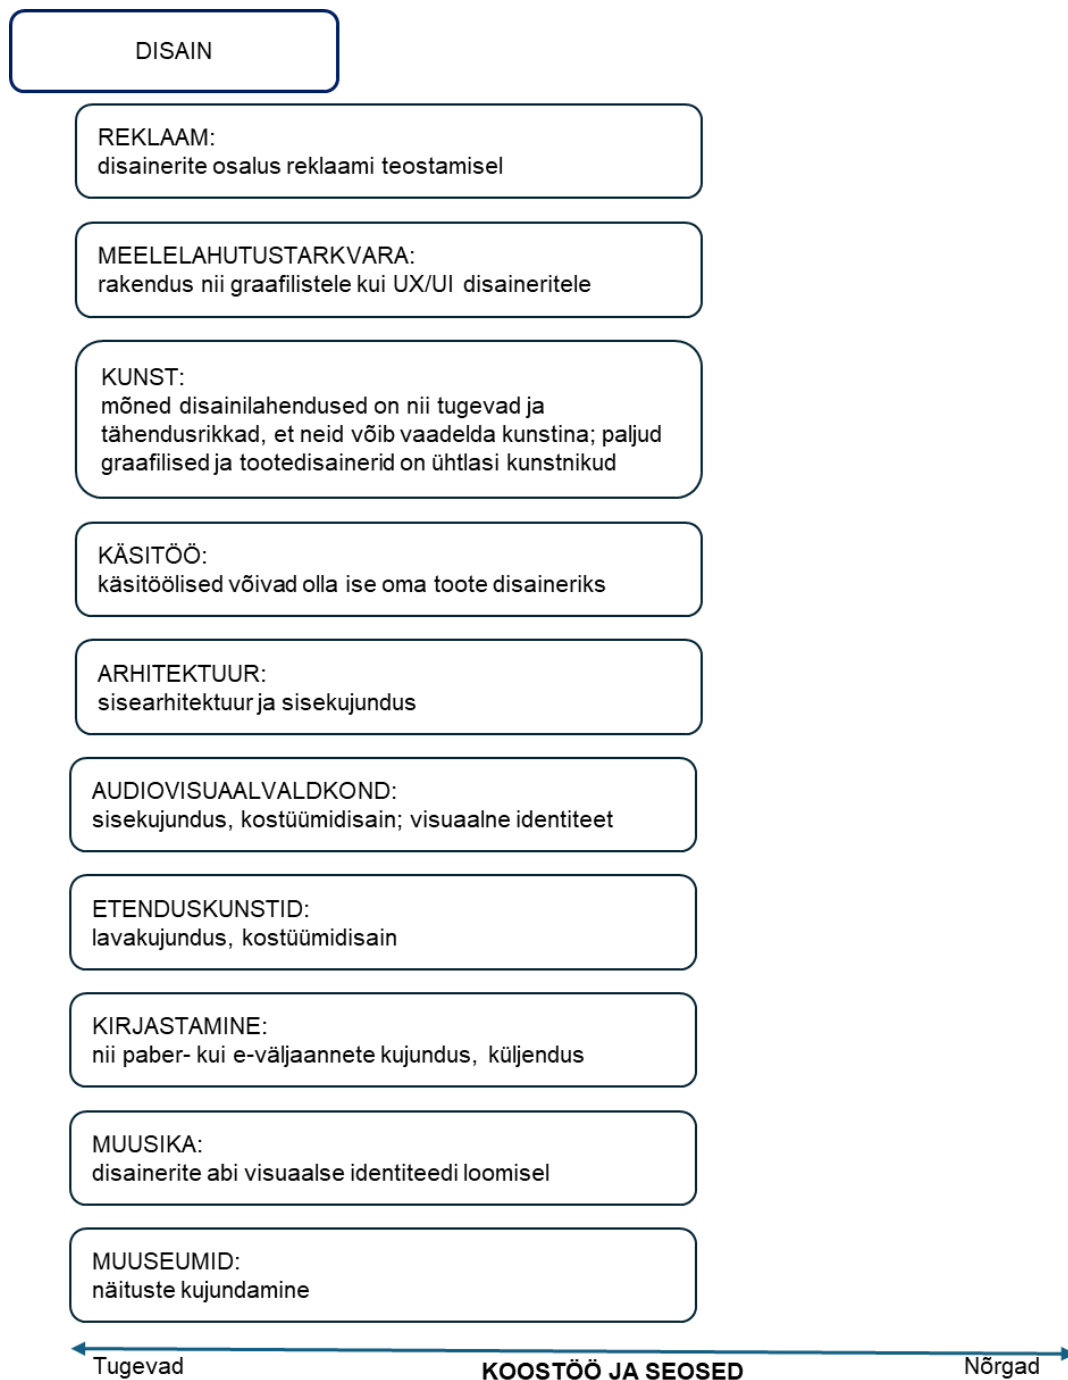 DISAIN
REKLAAM:
disainerite osalus reklaami teostamisel
MEELELAHUTUSTARKVARA:
rakendus nii graafilistele kui UX/UI disaineritele
KUNST:
mõned disainilahendused on nii tugevad ja
tähendusrikkad, et neid võib vaadelda kunstina; paljud
graafilised ja tootedisainerid on ühtlasi kunstnikud
KÄSITÖÖ:
käsitöölised võivad olla ise oma toote disaineriks
ARHITEKTUUR:
sisearhitektuur ja sisekujundus
AUDIOVISUAALVALDKOND:
sisekujundus, kostüümidisain; visuaalne identiteet
ETENDUSKUNSTID:
lavakujundus, kostüümidisain
KIRJASTAMINE:
nii paber- kui e-väljaannete kujundus, küljendus
MUUSIKA:
disainerite abi visuaalse identiteedi loomisel
MUUSEUMID:
näituste kujundamine
Tugevad KOOSTÖÖ JA SEOSED Nõrgad